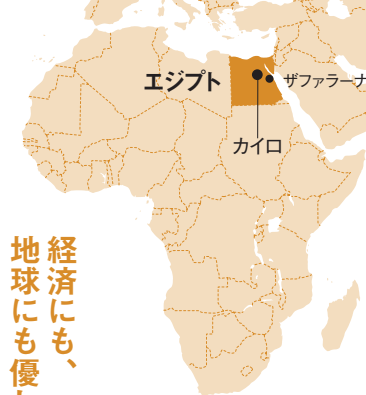 エジプト
ザファラーナ
カイロ
経済にも、
地球にも優